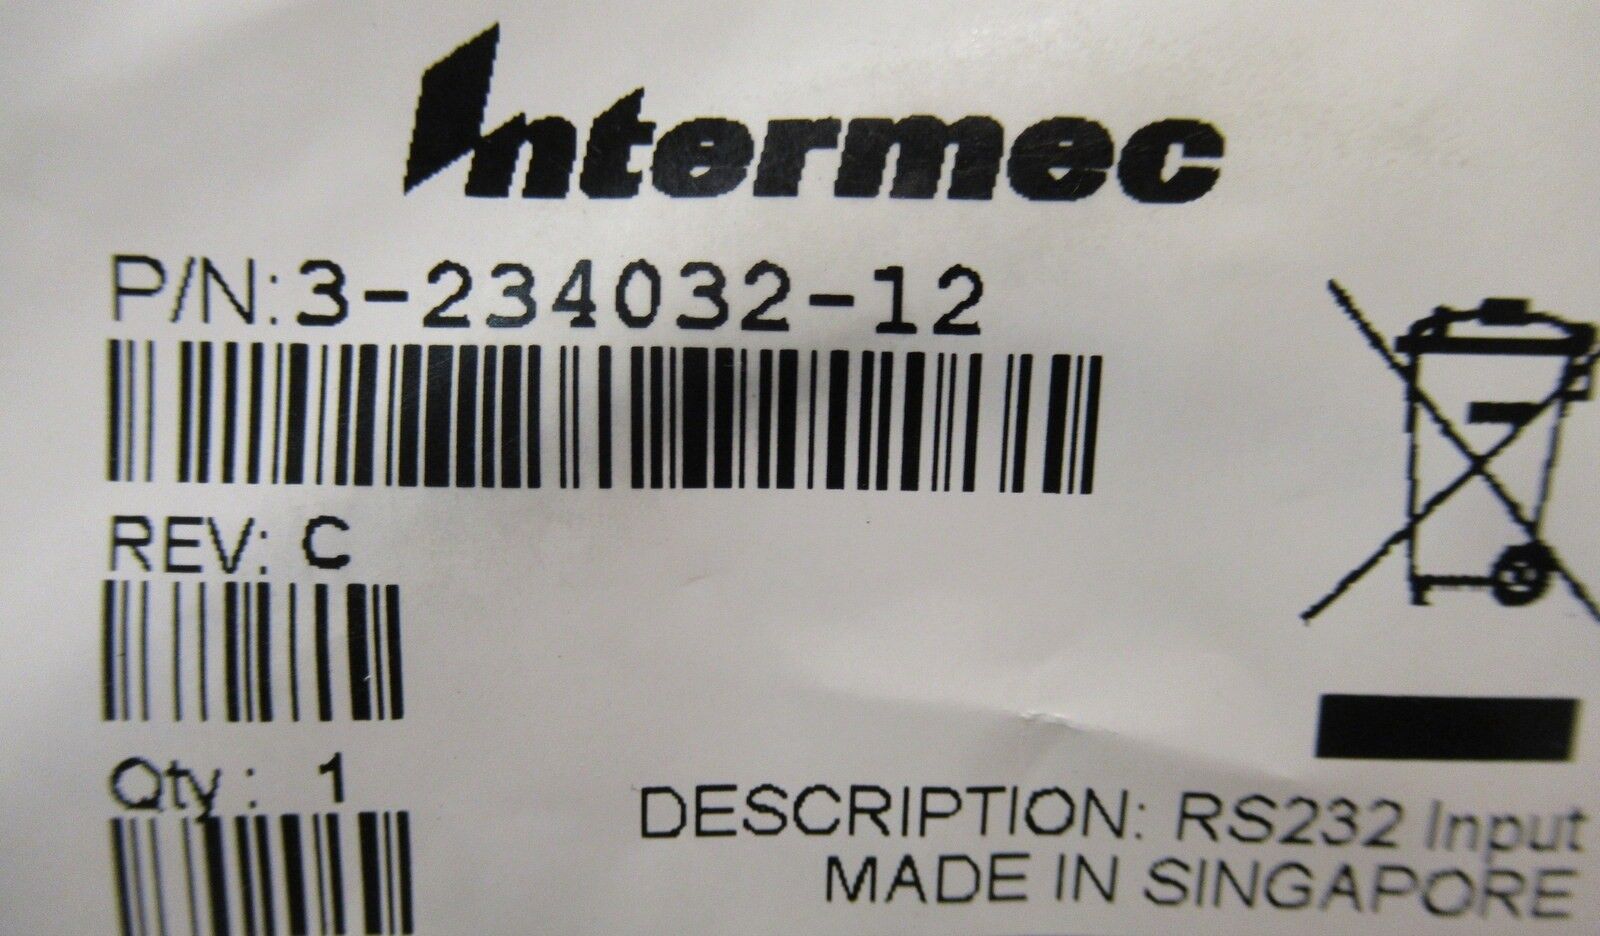 Intermec
P/N: 3-234032-12
REV: C
Qty: 1
DESCRIPTION: RS232 Input
MADE IN SINGAPORE